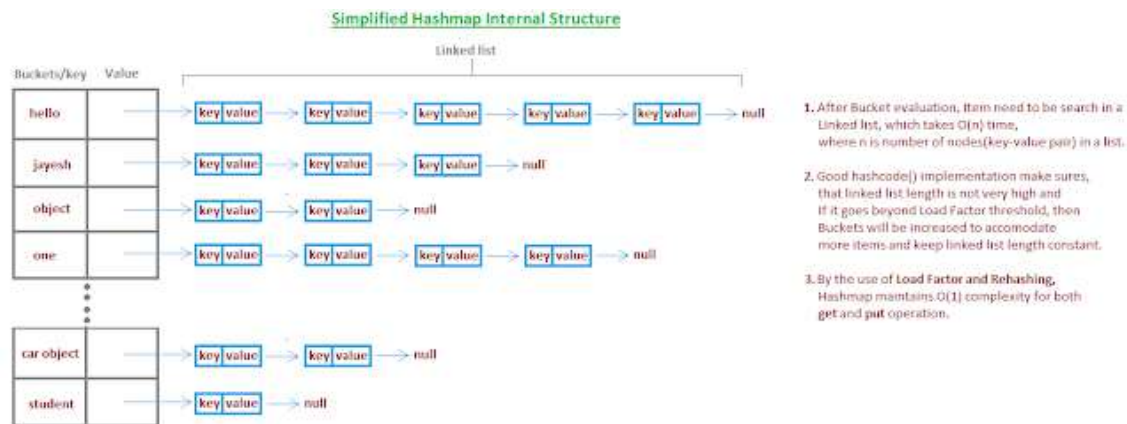 Simplified Hashmap Internal Structure
Linked list
Buckets/key Value
hello key value key value key value key value key value null
jayesh key value key value key value null
object key value key value null
one key value key value key value key value null
car object key value key value null
student key value null
1. After Bucket evaluation, Item need to be search in a
Linked list, which takes O(n) time,
where n is number of nodes(key-value pair) in a list.
2. Good hashcode() implementation make sures,
that linked list length is not very high and
If it goes beyond Load Factor threshold, then
Buckets will be increased to accomodate
more items and keep linked list length constant.
3. By the use of Load Factor and Rehashing,
Hashmap maintains O(1) complexity for both
get and put operation.